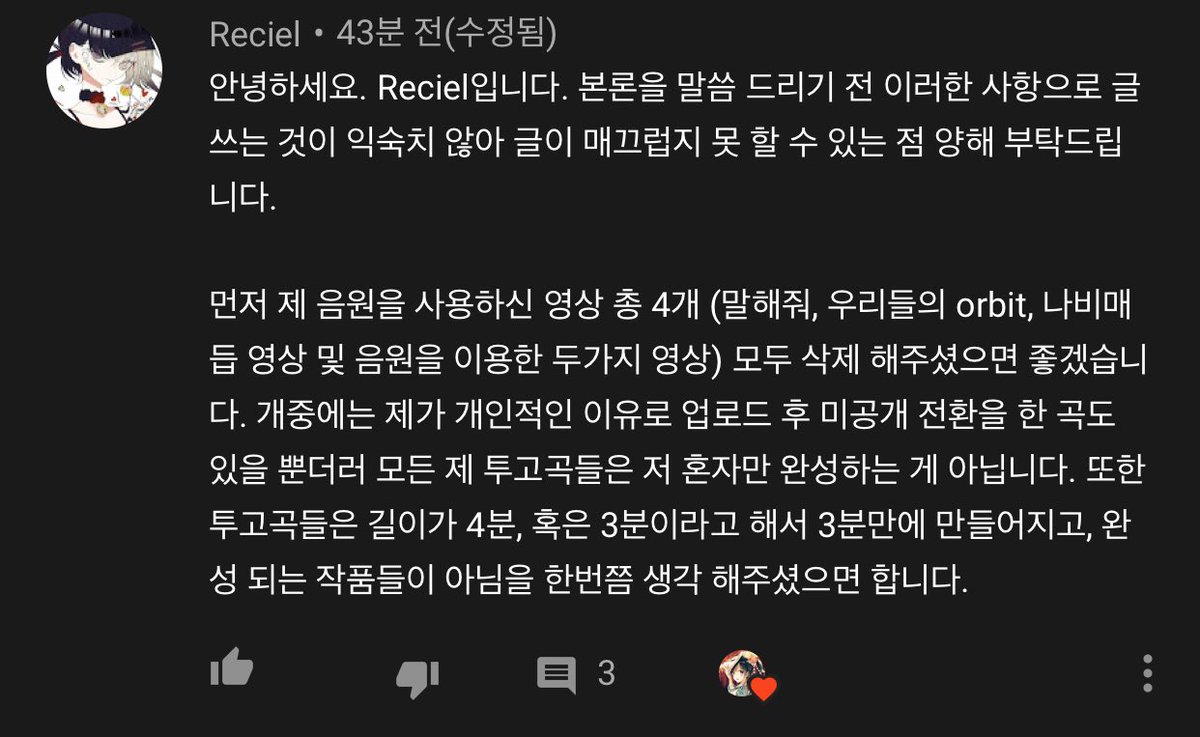 Reciel • 43분 전(수정됨)
안녕하세요. Reciel입니다. 본론을 말씀 드리기 전 이러한 사항으로 글
쓰는 것이 익숙치 않아 글이 매끄럽지 못 할 수 있는 점 양해 부탁드립
니다.
먼저 제 음원을 사용하신 영상 총 4개 (말해줘, 우리들의 orbit, 나비매
듭 영상 및 음원을 이용한 두가지 영상) 모두 삭제 해주셨으면 좋겠습니
다. 개중에는 제가 개인적인 이유로 업로드 후 미공개 전환을 한 곡도
있을 뿐더러 모든 제 투고곡들은 저 혼자만 완성하는 게 아닙니다. 또한
투고곡들은 길이가 4분, 혹은 3분이라고 해서 3분만에 만들어지고, 완
성 되는 작품들이 아님을 한번쯤 생각 해주셨으면 합니다.
3